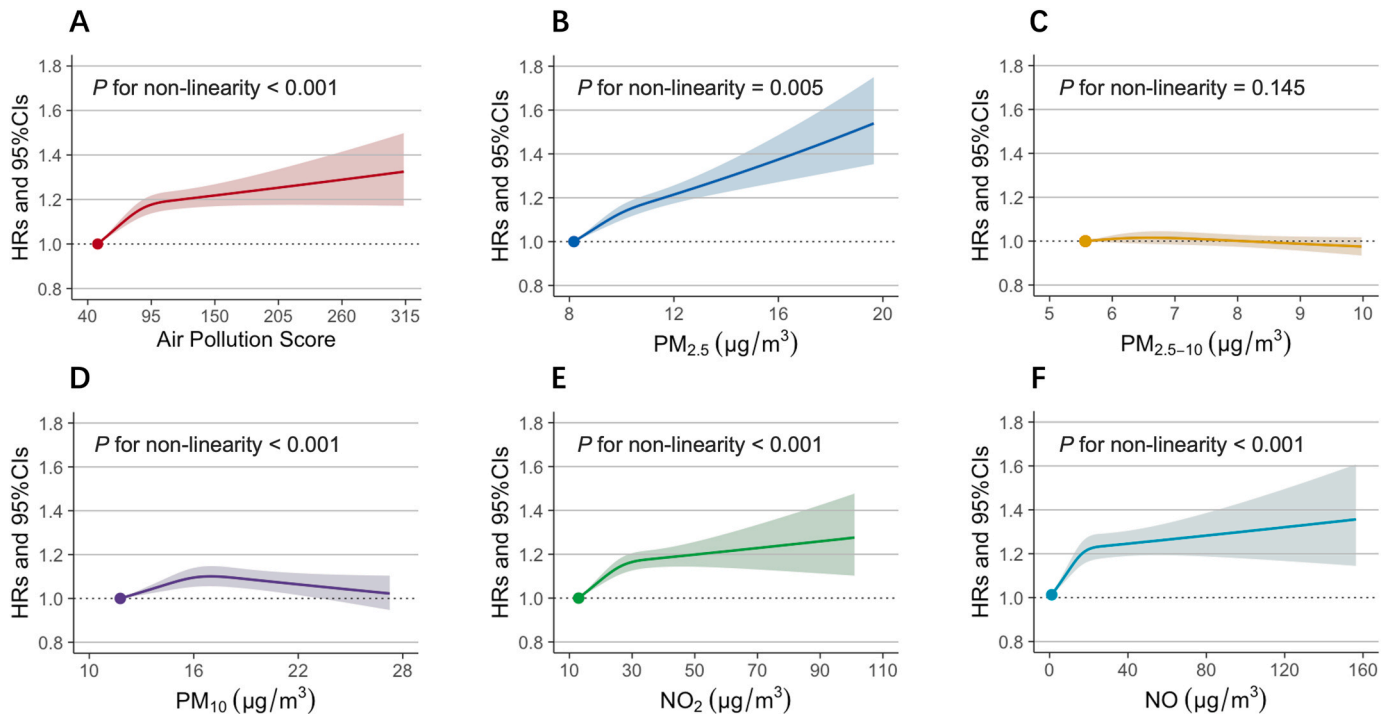 A
HRs and 95%CIs
1.8
1.6
1.4
1.2
1.0
0.8
P for non-linearity < 0.001
40 95 150 205 260 315
Air Pollution Score
B
HRs and 95%CIs
1.8
1.6
1.4
1.2
1.0
0.8
P for non-linearity = 0.005
8 12 16 20
PM2.5 (µg/m³)
C
HRs and 95%CIs
1.8
1.6
1.4
1.2
1.0
0.8
P for non-linearity = 0.145
5 6 7 8 9 10
PM2.5−10 (µg/m³)
D
HRs and 95%CIs
1.8
1.6
1.4
1.2
1.0
0.8
P for non-linearity < 0.001
10 16 22 28
PM10 (µg/m³)
E
HRs and 95%CIs
1.8
1.6
1.4
1.2
1.0
0.8
P for non-linearity < 0.001
10 30 50 70 90 110
NO2 (µg/m³)
F
HRs and 95%CIs
1.8
1.6
1.4
1.2
1.0
0.8
P for non-linearity < 0.001
0 40 80 120 160
NO (µg/m³)